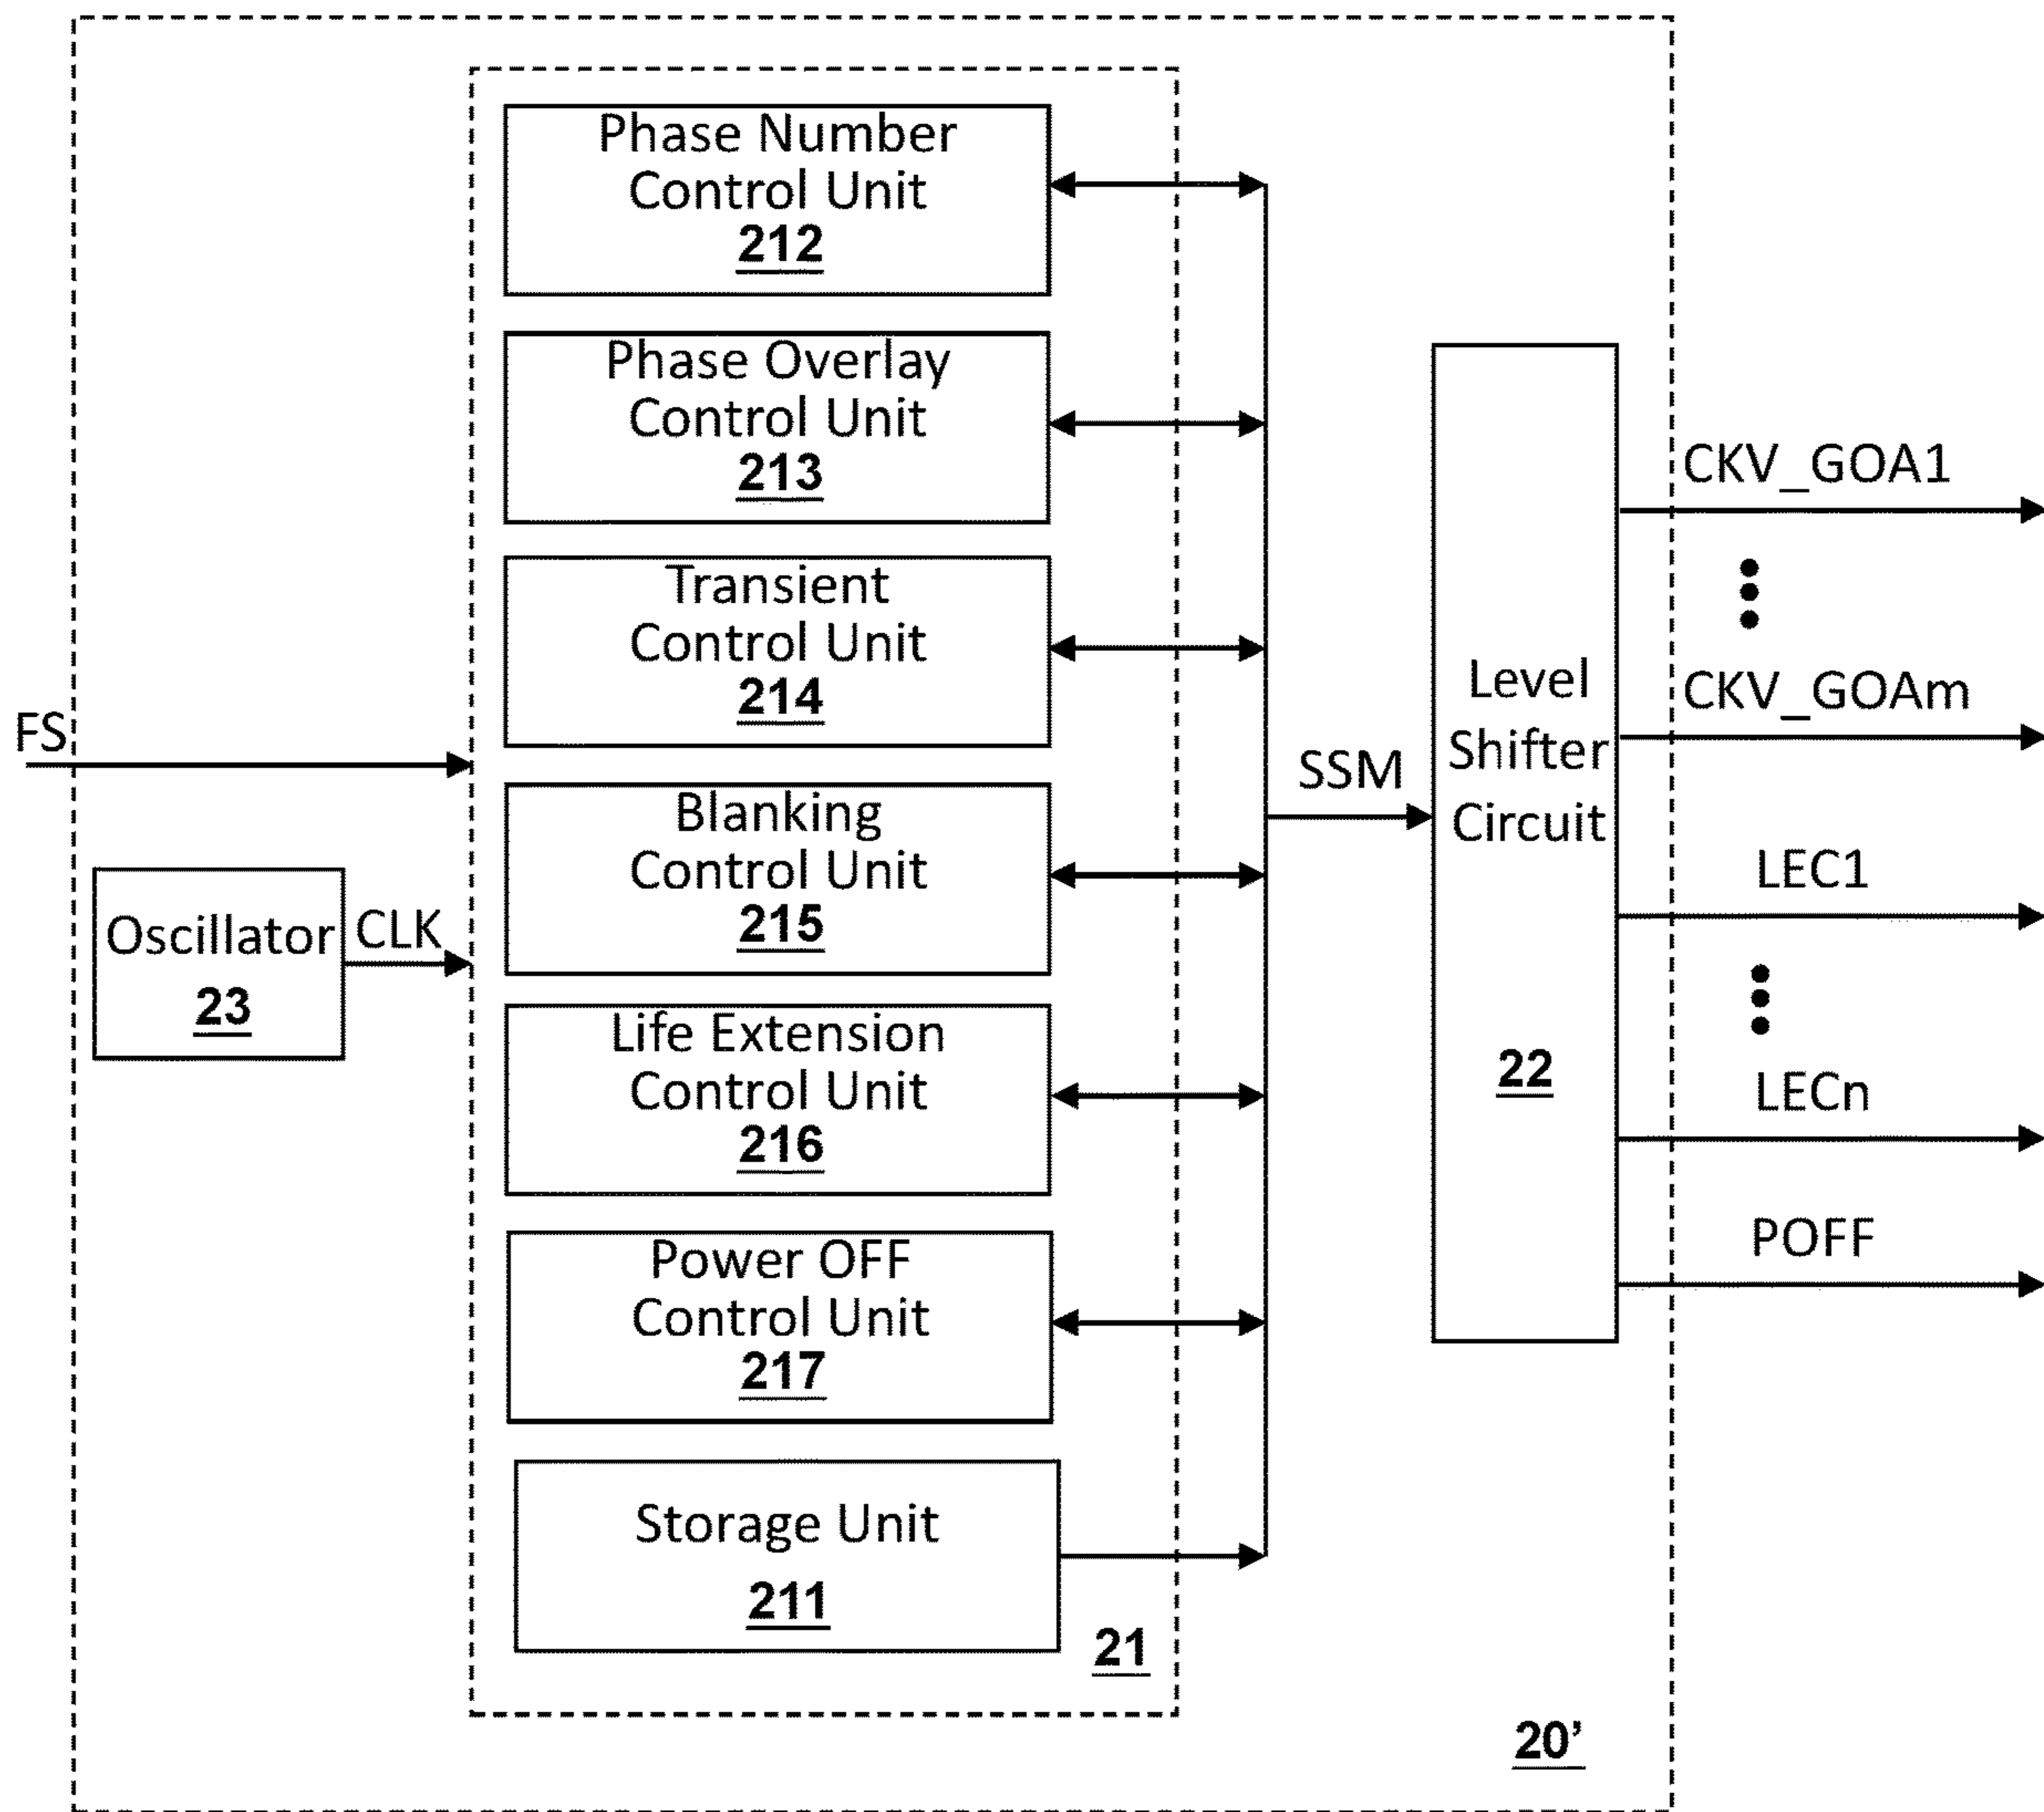 Phase Number
Control Unit
212
Phase Overlay
Control Unit
213
Transient
Control Unit
214
Blanking
Control Unit
215
Life Extension
Control Unit
216
Power OFF
Control Unit
217
Storage Unit
211
21
FS
Oscillator
23
CLK
SSM
Level
Shifter
Circuit
22
CKV_GOA1
CKV_GOAm
LEC1
LECn
POFF
20’